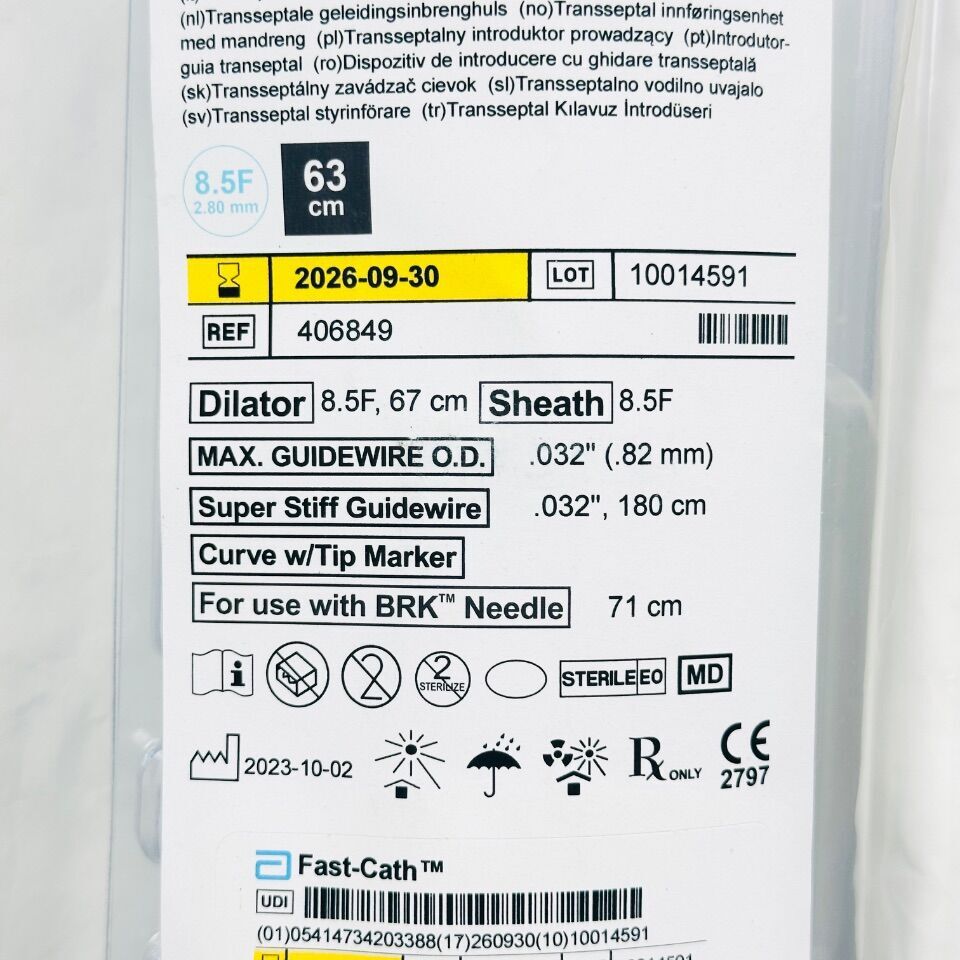 (nl)Transseptale geleidingsinbrenghuls (no)Transseptal innføringsenhet
med mandreng (pl)Transseptalny introduktor prowadzący (pt)Introdutor-
guia transeptal (ro)Dispozitiv de introducere cu ghidare transseptală
(sk)Transseptálny zavádzač cievok (sl)Transseptalno vodilno uvajalo
(sv)Transseptal styrinförare (tr)Transseptal Kılavuz İntrodüseri
8.5F
2.80 mm
63
cm
2026-09-30 LOT 10014591
REF 406849
Dilator 8.5F, 67 cm Sheath 8.5F
MAX. GUIDEWIRE O.D. .032" (.82 mm)
Super Stiff Guidewire .032", 180 cm
Curve w/Tip Marker
For use with BRK™ Needle 71 cm
i 2 2 STERILIZE STERILE EO MD
2023-10-02 Rx ONLY CE 2797
Fast-Cath™
UDI
(01)05414734203388(17)260930(10)10014591